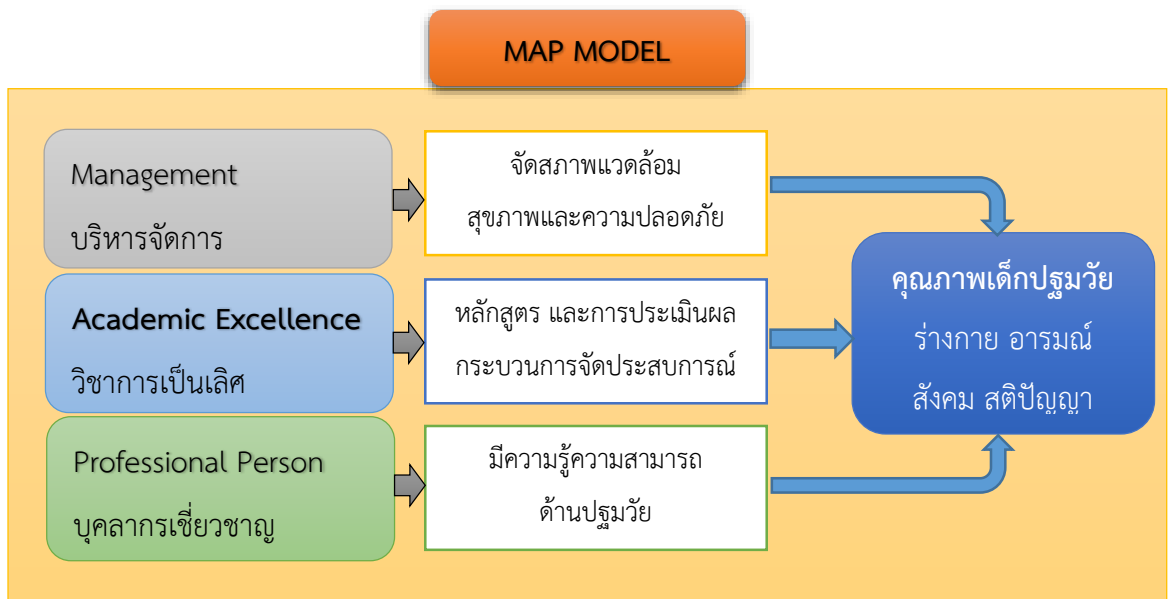 MAP MODEL
Management
บริหารจัดการ
จัดสภาพแวดล้อม
สุขภาพและความปลอดภัย
Academic Excellence
วิชาการเป็นเลิศ
หลักสูตร และการประเมินผล
กระบวนการจัดประสบการณ์
Professional Person
บุคลากรเชี่ยวชาญ
มีความรู้ความสามารถ
ด้านปฐมวัย
คุณภาพเด็กปฐมวัย
ร่างกาย อารมณ์
สังคม สติปัญญา